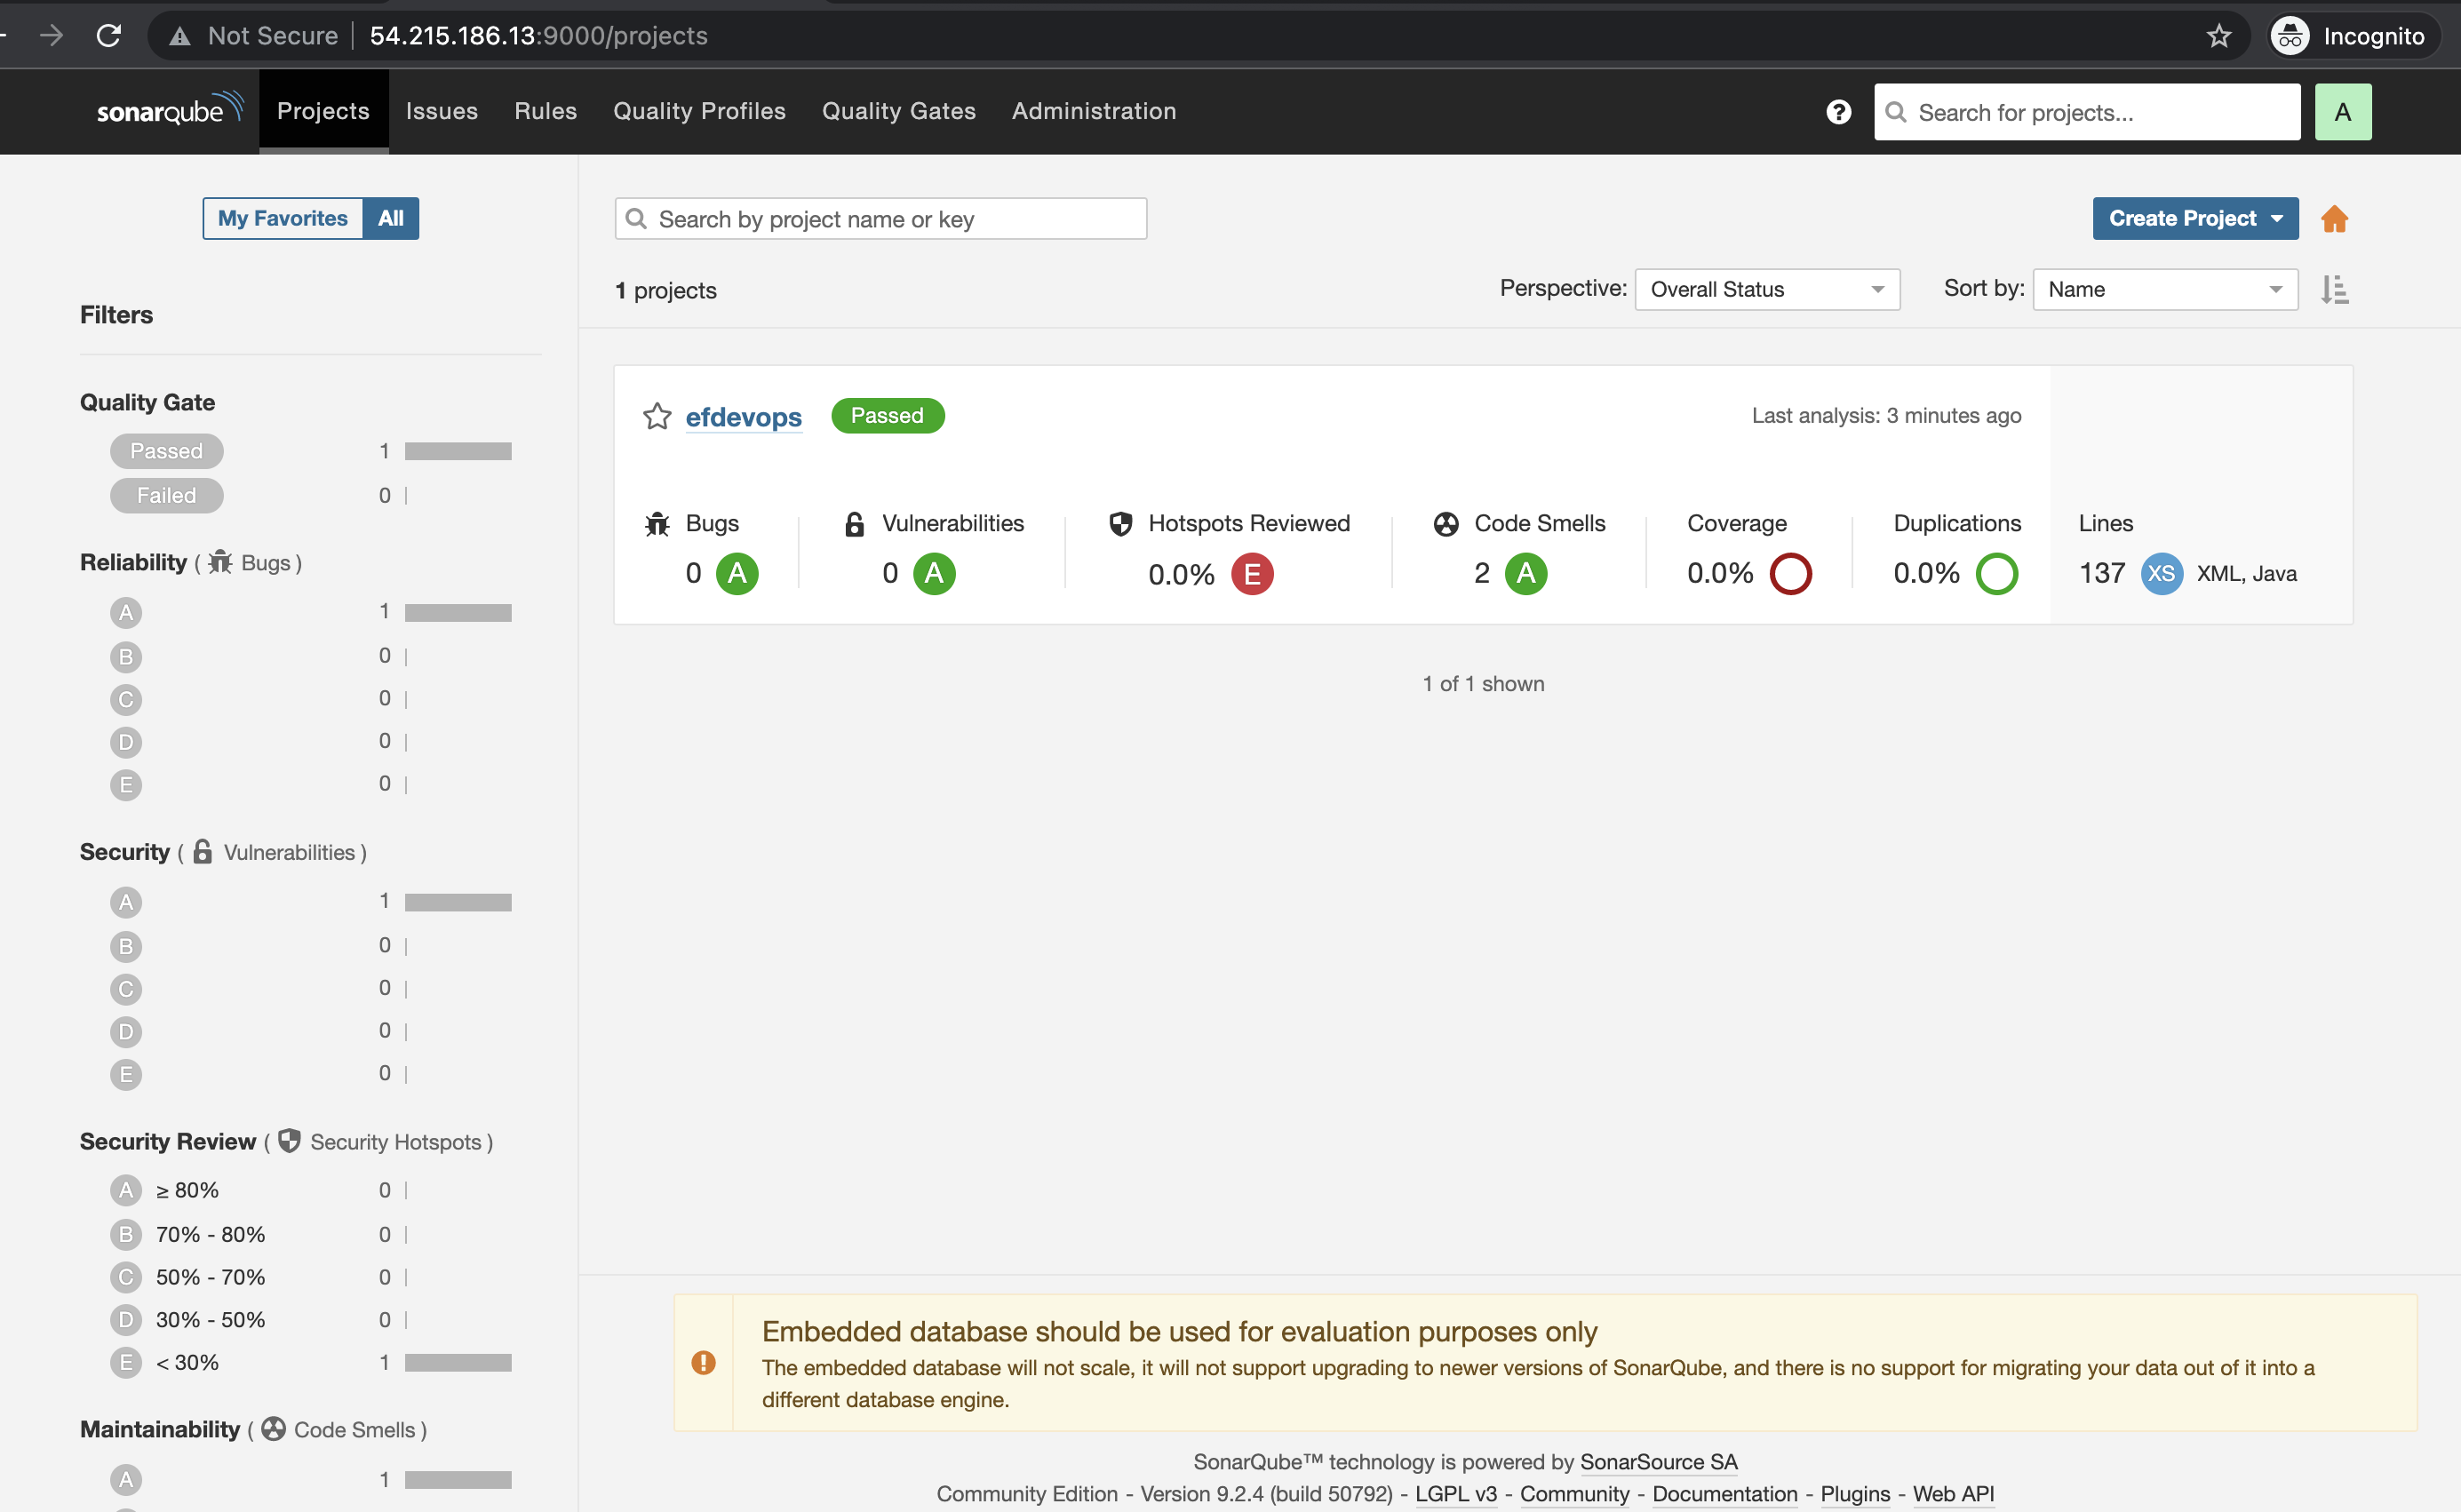 Not Secure 54.215.186.13:9000/projects Incognito
sonarqube Projects Issues Rules Quality Profiles Quality Gates Administration ? Search for projects... A
My Favorites All
Search by project name or key
Create Project
1 projects
Perspective: Overall Status Sort by: Name
Filters
Quality Gate
Passed 1
Failed 0
Reliability ( Bugs )
A 1
B 0
C 0
D 0
E 0
Security ( Vulnerabilities )
A 1
B 0
C 0
D 0
E 0
Security Review ( Security Hotspots )
A ≥ 80% 0
B 70% - 80% 0
C 50% - 70% 0
D 30% - 50% 0
E < 30% 1
Maintainability ( Code Smells )
A 1
efdevops Passed Last analysis: 3 minutes ago
Bugs Vulnerabilities Hotspots Reviewed Code Smells Coverage Duplications Lines
0 A 0 A 0.0% E 2 A 0.0% 0.0% 137 XS XML, Java
1 of 1 shown
Embedded database should be used for evaluation purposes only
The embedded database will not scale, it will not support upgrading to newer versions of SonarQube, and there is no support for migrating your data out of it into a
different database engine.
SonarQube™ technology is powered by SonarSource SA
Community Edition - Version 9.2.4 (build 50792) - LGPL v3 - Community - Documentation - Plugins - Web API